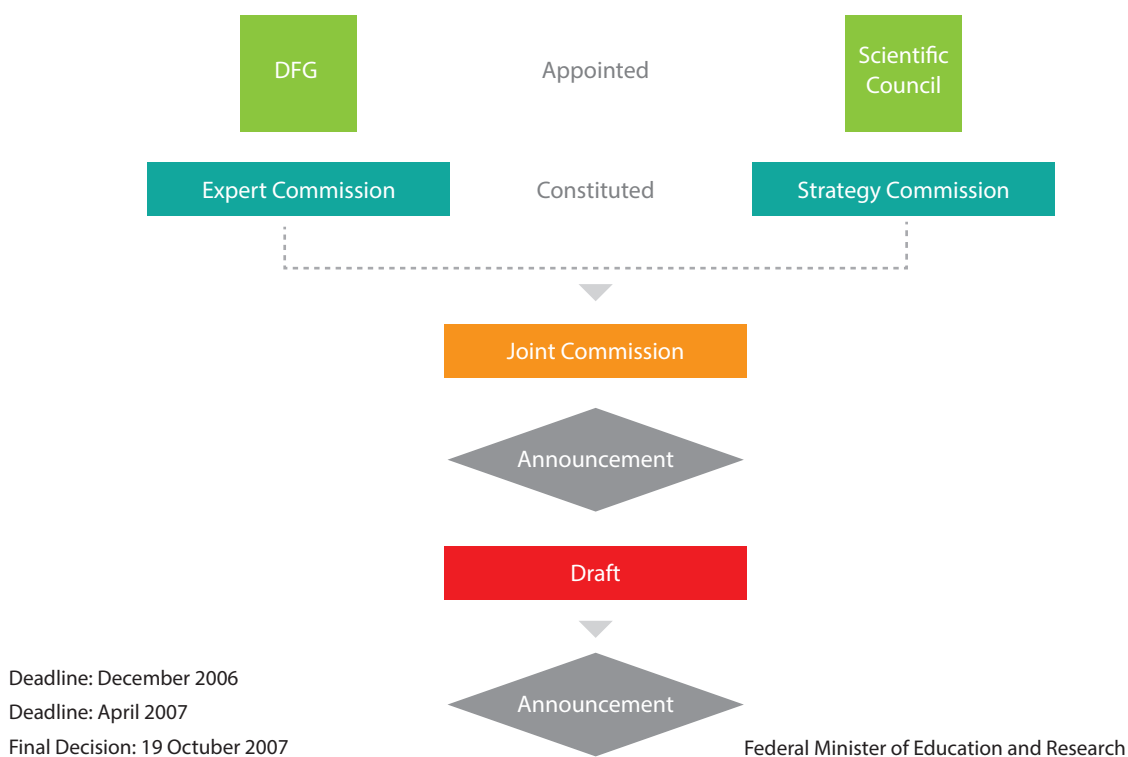 DFG
Appointed
Scientific
Council
Expert Commission
Constituted
Strategy Commission
Joint Commission
Announcement
Draft
Announcement
Deadline: December 2006
Deadline: April 2007
Final Decision: 19 Octuber 2007
Federal Minister of Education and Research